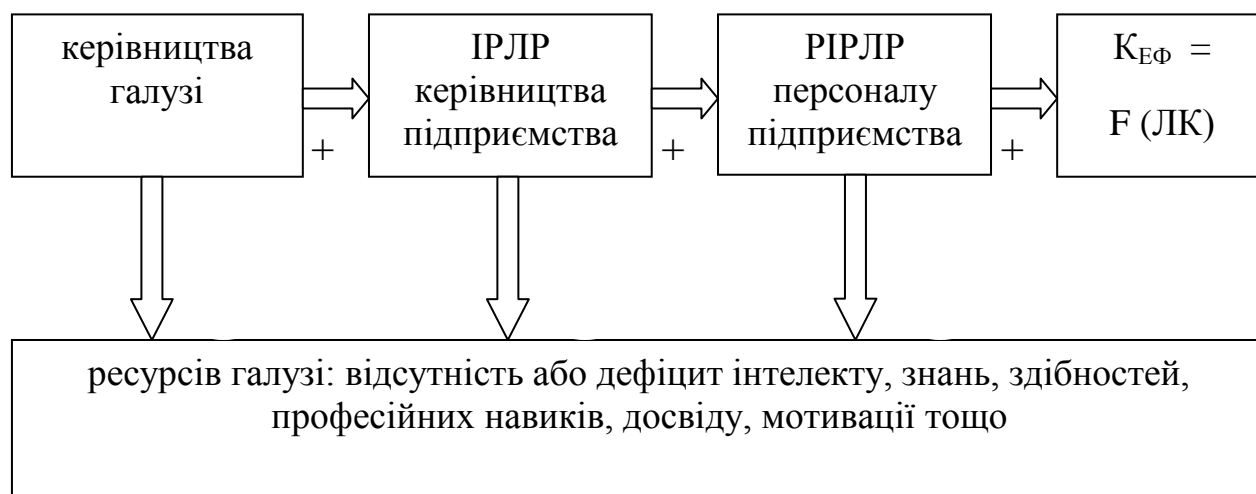 керівництва
галузі
+
ІРЛР
керівництва
підприємства
+
РІРЛР
персоналу
підприємства
+
К_ЕФ =
F (ЛК)
ресурсів галузі: відсутність або дефіцит інтелекту, знань, здібностей,
професійних навиків, досвіду, мотивації тощо